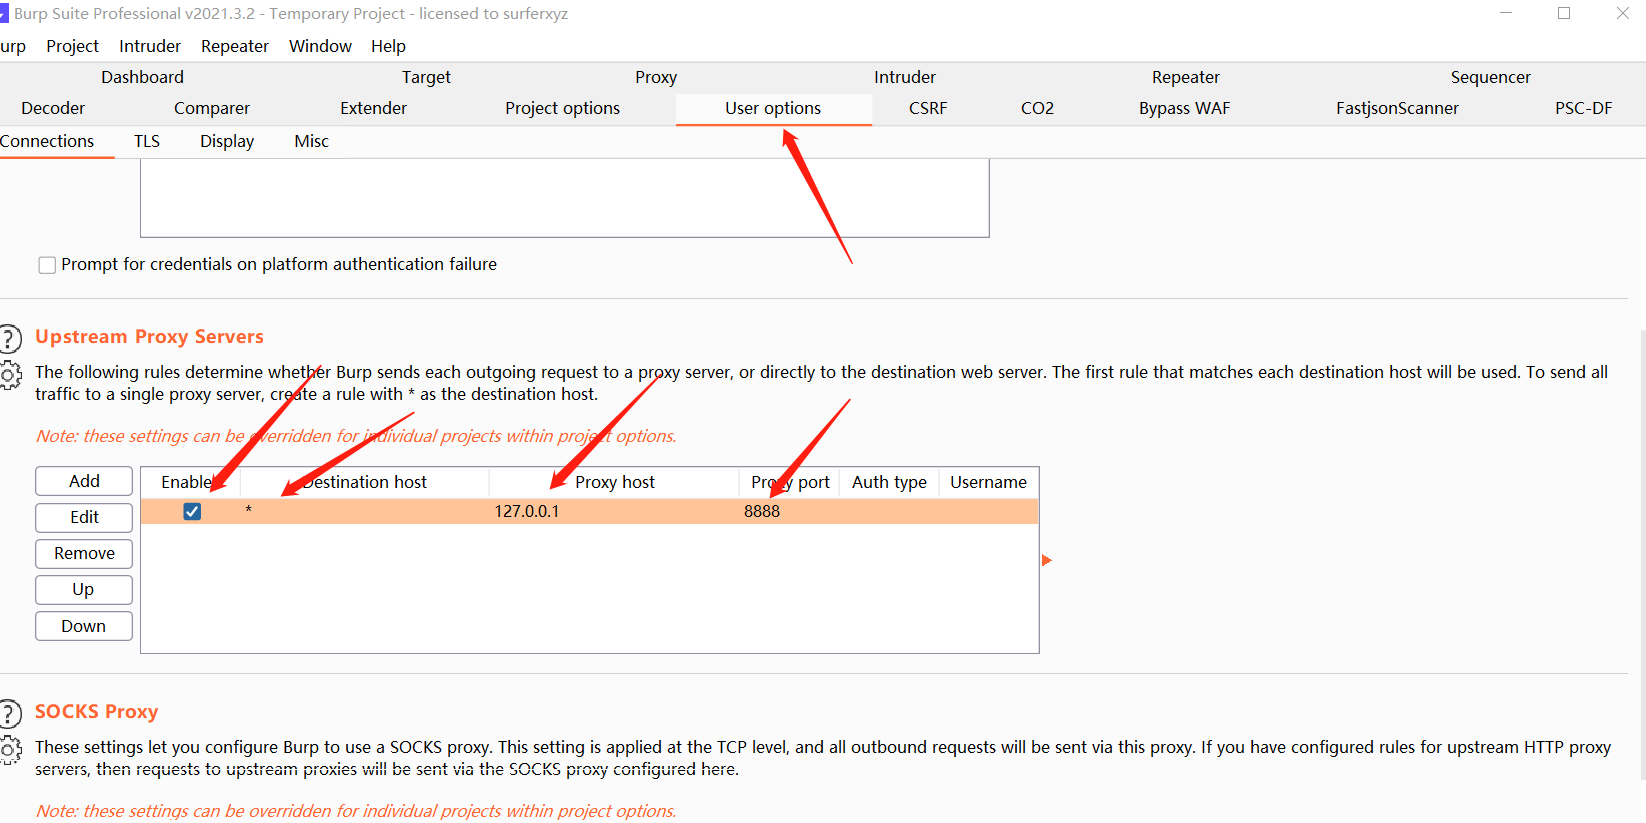 Burp Suite Professional v2021.3.2 - Temporary Project - licensed to surferxyz
urp Project Intruder Repeater Window Help
Dashboard Target Proxy Intruder Repeater Sequencer
Decoder Comparer Extender Project options User options CSRF CO2 Bypass WAF FastjsonScanner PSC-DF
Connections TLS Display Misc
Prompt for credentials on platform authentication failure
Upstream Proxy Servers
The following rules determine whether Burp sends each outgoing request to a proxy server, or directly to the destination web server. The first rule that matches each destination host will be used. To send all
traffic to a single proxy server, create a rule with * as the destination host.
Note: these settings can be overridden for individual projects within project options.
Add Enable Destination host Proxy host Proxy port Auth type Username
* 127.0.0.1 8888
Edit
Remove
Up
Down
SOCKS Proxy
These settings let you configure Burp to use a SOCKS proxy. This setting is applied at the TCP level, and all outbound requests will be sent via this proxy. If you have configured rules for upstream HTTP proxy
servers, then requests to upstream proxies will be sent via the SOCKS proxy configured here.
Note: these settings can be overridden for individual projects within project options.